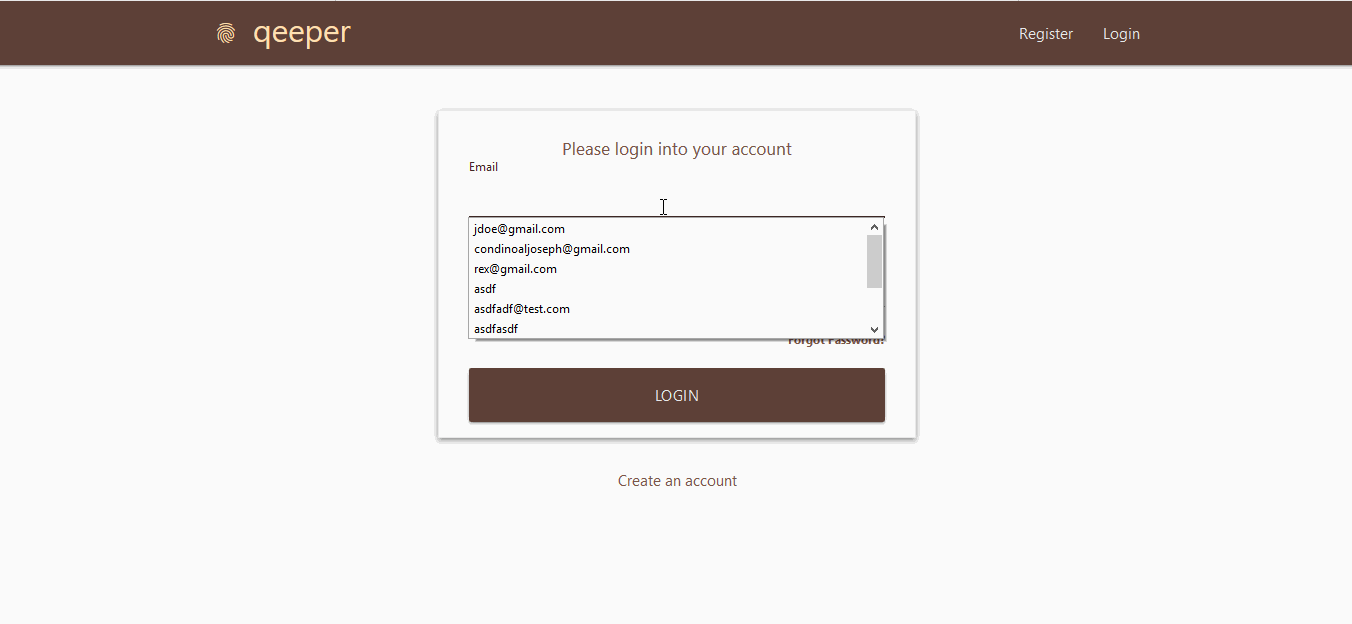 qeeper
Register
Login
Please login into your account
Email
jdoe@gmail.com
condinoaljoseph@gmail.com
rex@gmail.com
asdf
asdfadf@test.com
asdfasdf
Forgot Password?
LOGIN
Create an account